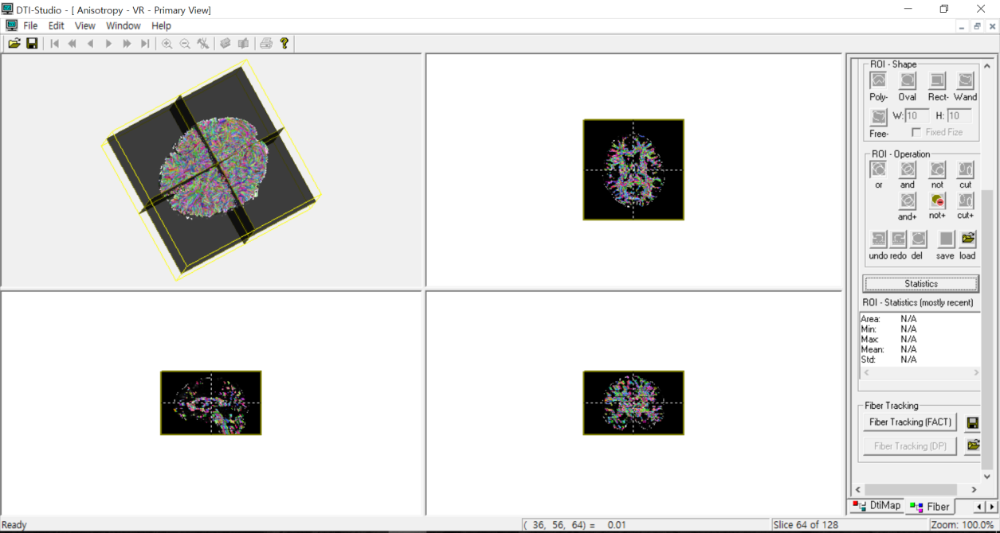 DTI-Studio - [ Anisotropy - VR - Primary View]
File Edit View Window Help
ROI - Shape
Poly- Oval Rect- Wand
W: 10 H: 10
Free- Fixed Fize
ROI - Operation
or and not cut
and+ not+ cut+
undo redo del save load
Statistics
ROI - Statistics (mostly recent)
Area: N/A
Min: N/A
Max: N/A
Mean: N/A
Std: N/A
Fiber Tracking
Fiber Tracking (FACT)
Fiber Tracking (DP)
DtiMap Fiber
Ready ( 36, 56, 64) = 0.01 Slice 64 of 128 Zoom: 100.0%